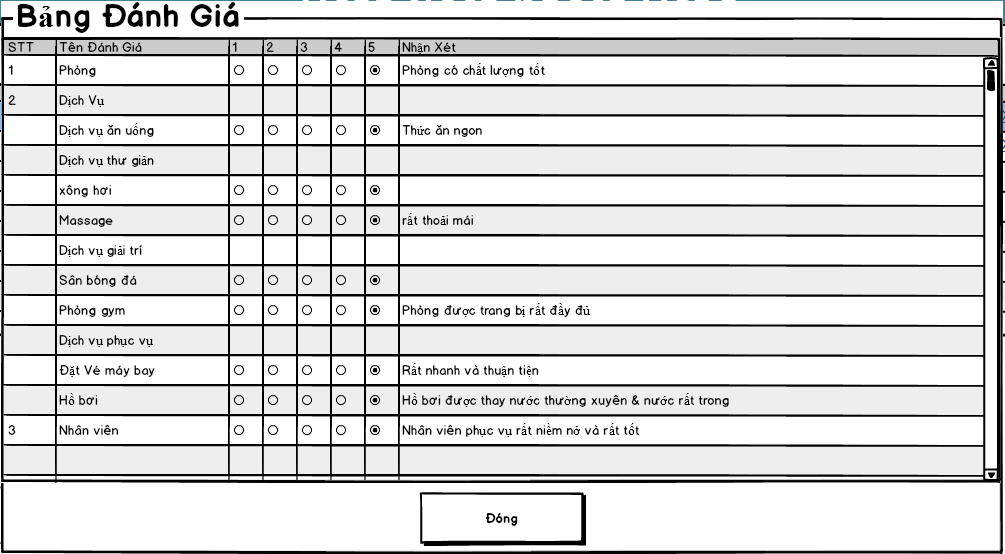 Bảng Đánh Giá
STT Tên Đánh Giá 1 2 3 4 5 Nhận Xét
1 Phòng Phòng có chất lượng tốt
2 Dịch Vụ
Dịch vụ ăn uống Thức ăn ngon
Dịch vụ thư giản
xông hơi
Massage rất thoải mái
Dịch vụ giải trí
Sân bóng đá
Phòng gym Phòng được trang bị rất đầy đủ
Dịch vụ phục vụ
Đặt Vé máy bay Rất nhanh và thuận tiện
Hồ bơi Hồ bơi được thay nước thường xuyên & nước rất trong
3 Nhân viên Nhân viên phục vụ rất niềm nở và rất tốt
Đóng